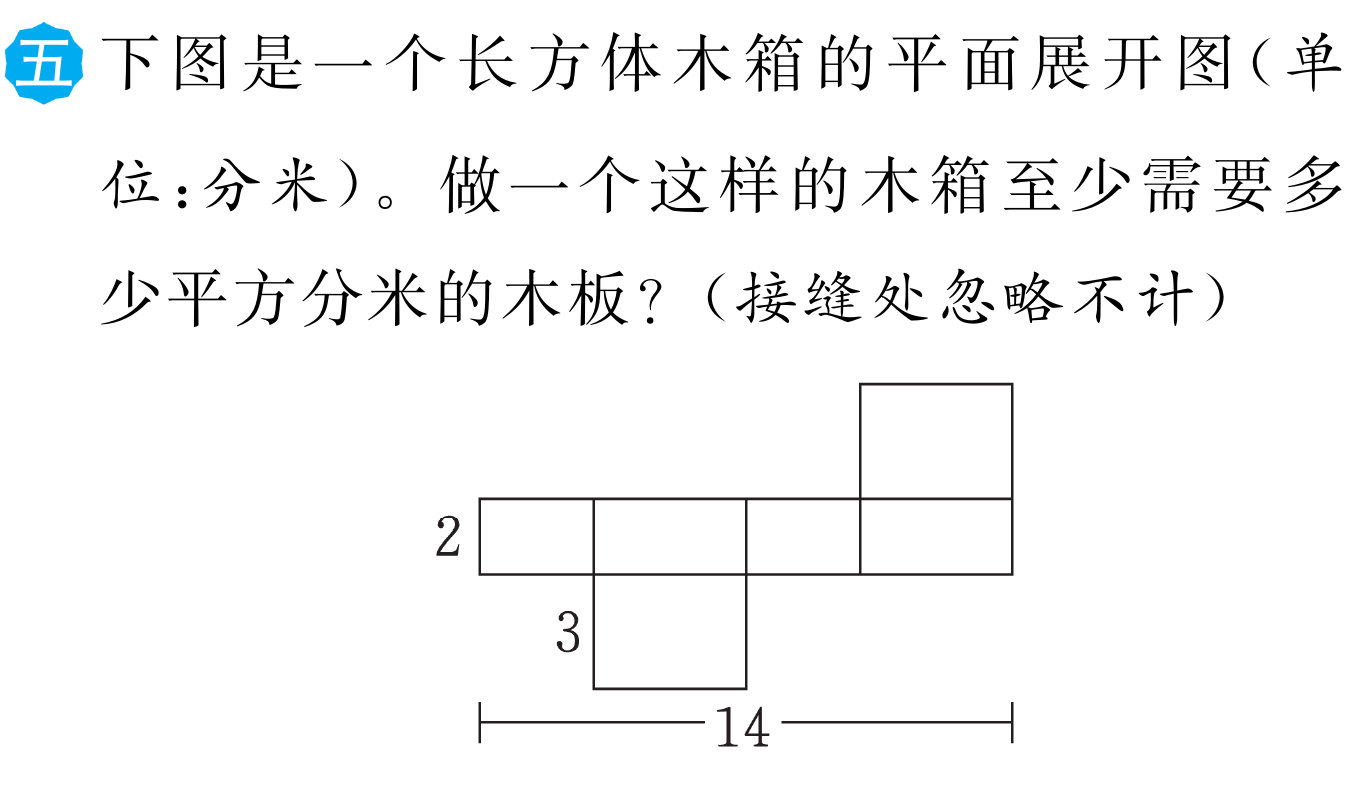 五 下图是一个长方体木箱的平面展开图(单
位:分米)。做一个这样的木箱至少需要多
少平方分米的木板?(接缝处忽略不计)
2
3
14